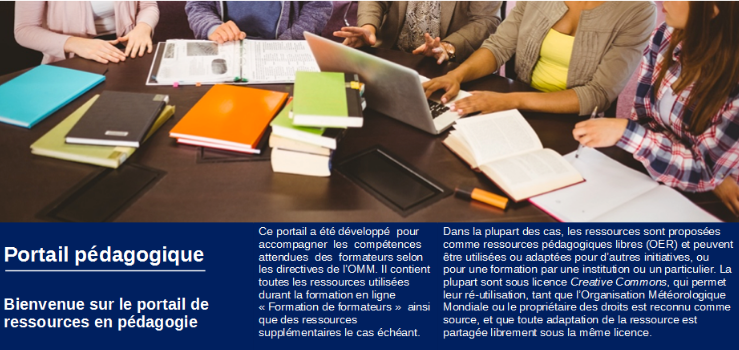 Portail pédagogique
Bienvenue sur le portail de
ressources en pédagogie
Ce portail a été développé pour
accompagner les compétences
attendues des formateurs selon
les directives de l'OMM. Il contient
toutes les ressources utilisées
durant la formation en ligne
« Formation de formateurs » ainsi
que des ressources
supplémentaires le cas échéant.
Dans la plupart des cas, les ressources sont proposées
comme ressources pédagogiques libres (OER) et peuvent
être utilisées ou adaptées pour d'autres initiatives, ou
pour une formation par une institution ou un particulier. La
plupart sont sous licence Creative Commons, qui permet
leur ré-utilisation, tant que l'Organisation Météorologique
Mondiale ou le propriétaire des droits est reconnu comme
source, et que toute adaptation de la ressource est
partagée librement sous la même licence.